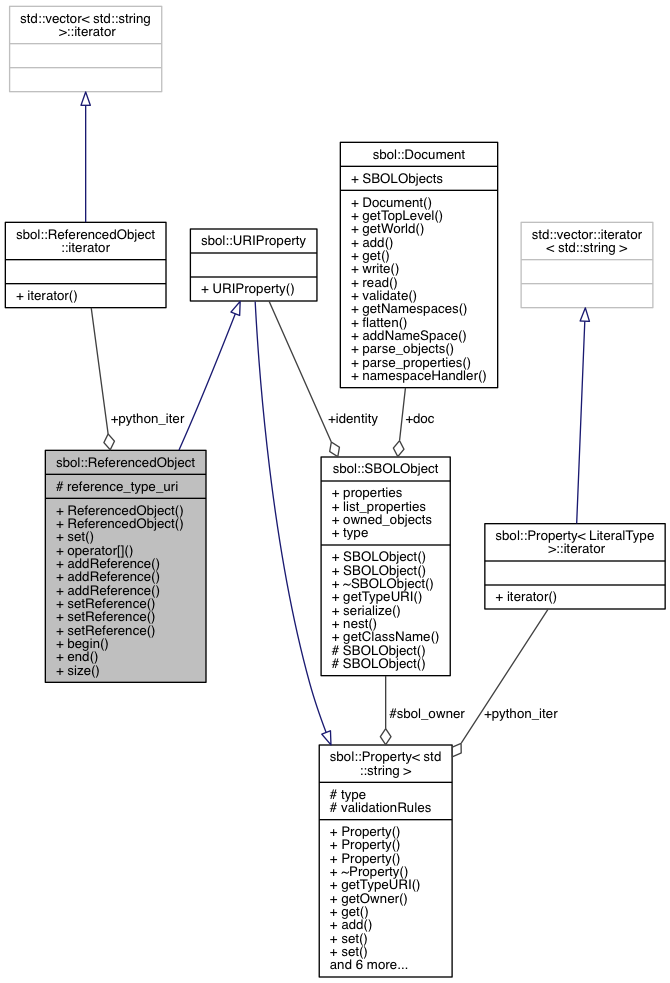 std::vector< std::string
>::iterator
sbol::Document
+ SBOLObjects
+ Document()
+ getTopLevel()
+ getWorld()
+ add()
+ get()
+ write()
+ read()
+ validate()
+ getNamespaces()
+ flatten()
+ addNameSpace()
+ parse_objects()
+ parse_properties()
+ namespaceHandler()
sbol::ReferencedObject
::iterator
+ iterator()
sbol::URIProperty
+ URIProperty()
std::vector::iterator
< std::string >
+python_iter
+identity
+doc
sbol::ReferencedObject
# reference_type_uri
+ ReferencedObject()
+ ReferencedObject()
+ set()
+ operator[]()
+ addReference()
+ addReference()
+ addReference()
+ setReference()
+ setReference()
+ setReference()
+ begin()
+ end()
+ size()
sbol::SBOLObject
+ properties
+ list_properties
+ owned_objects
+ type
+ SBOLObject()
+ SBOLObject()
+ ~SBOLObject()
+ getTypeURI()
+ serialize()
+ nest()
+ getClassName()
# SBOLObject()
# SBOLObject()
sbol::Property< LiteralType
>::iterator
+ iterator()
#sbol_owner
+python_iter
sbol::Property< std
::string >
# type
# validationRules
+ Property()
+ Property()
+ Property()
+ ~Property()
+ getTypeURI()
+ getOwner()
+ get()
+ add()
+ set()
+ set()
and 6 more...